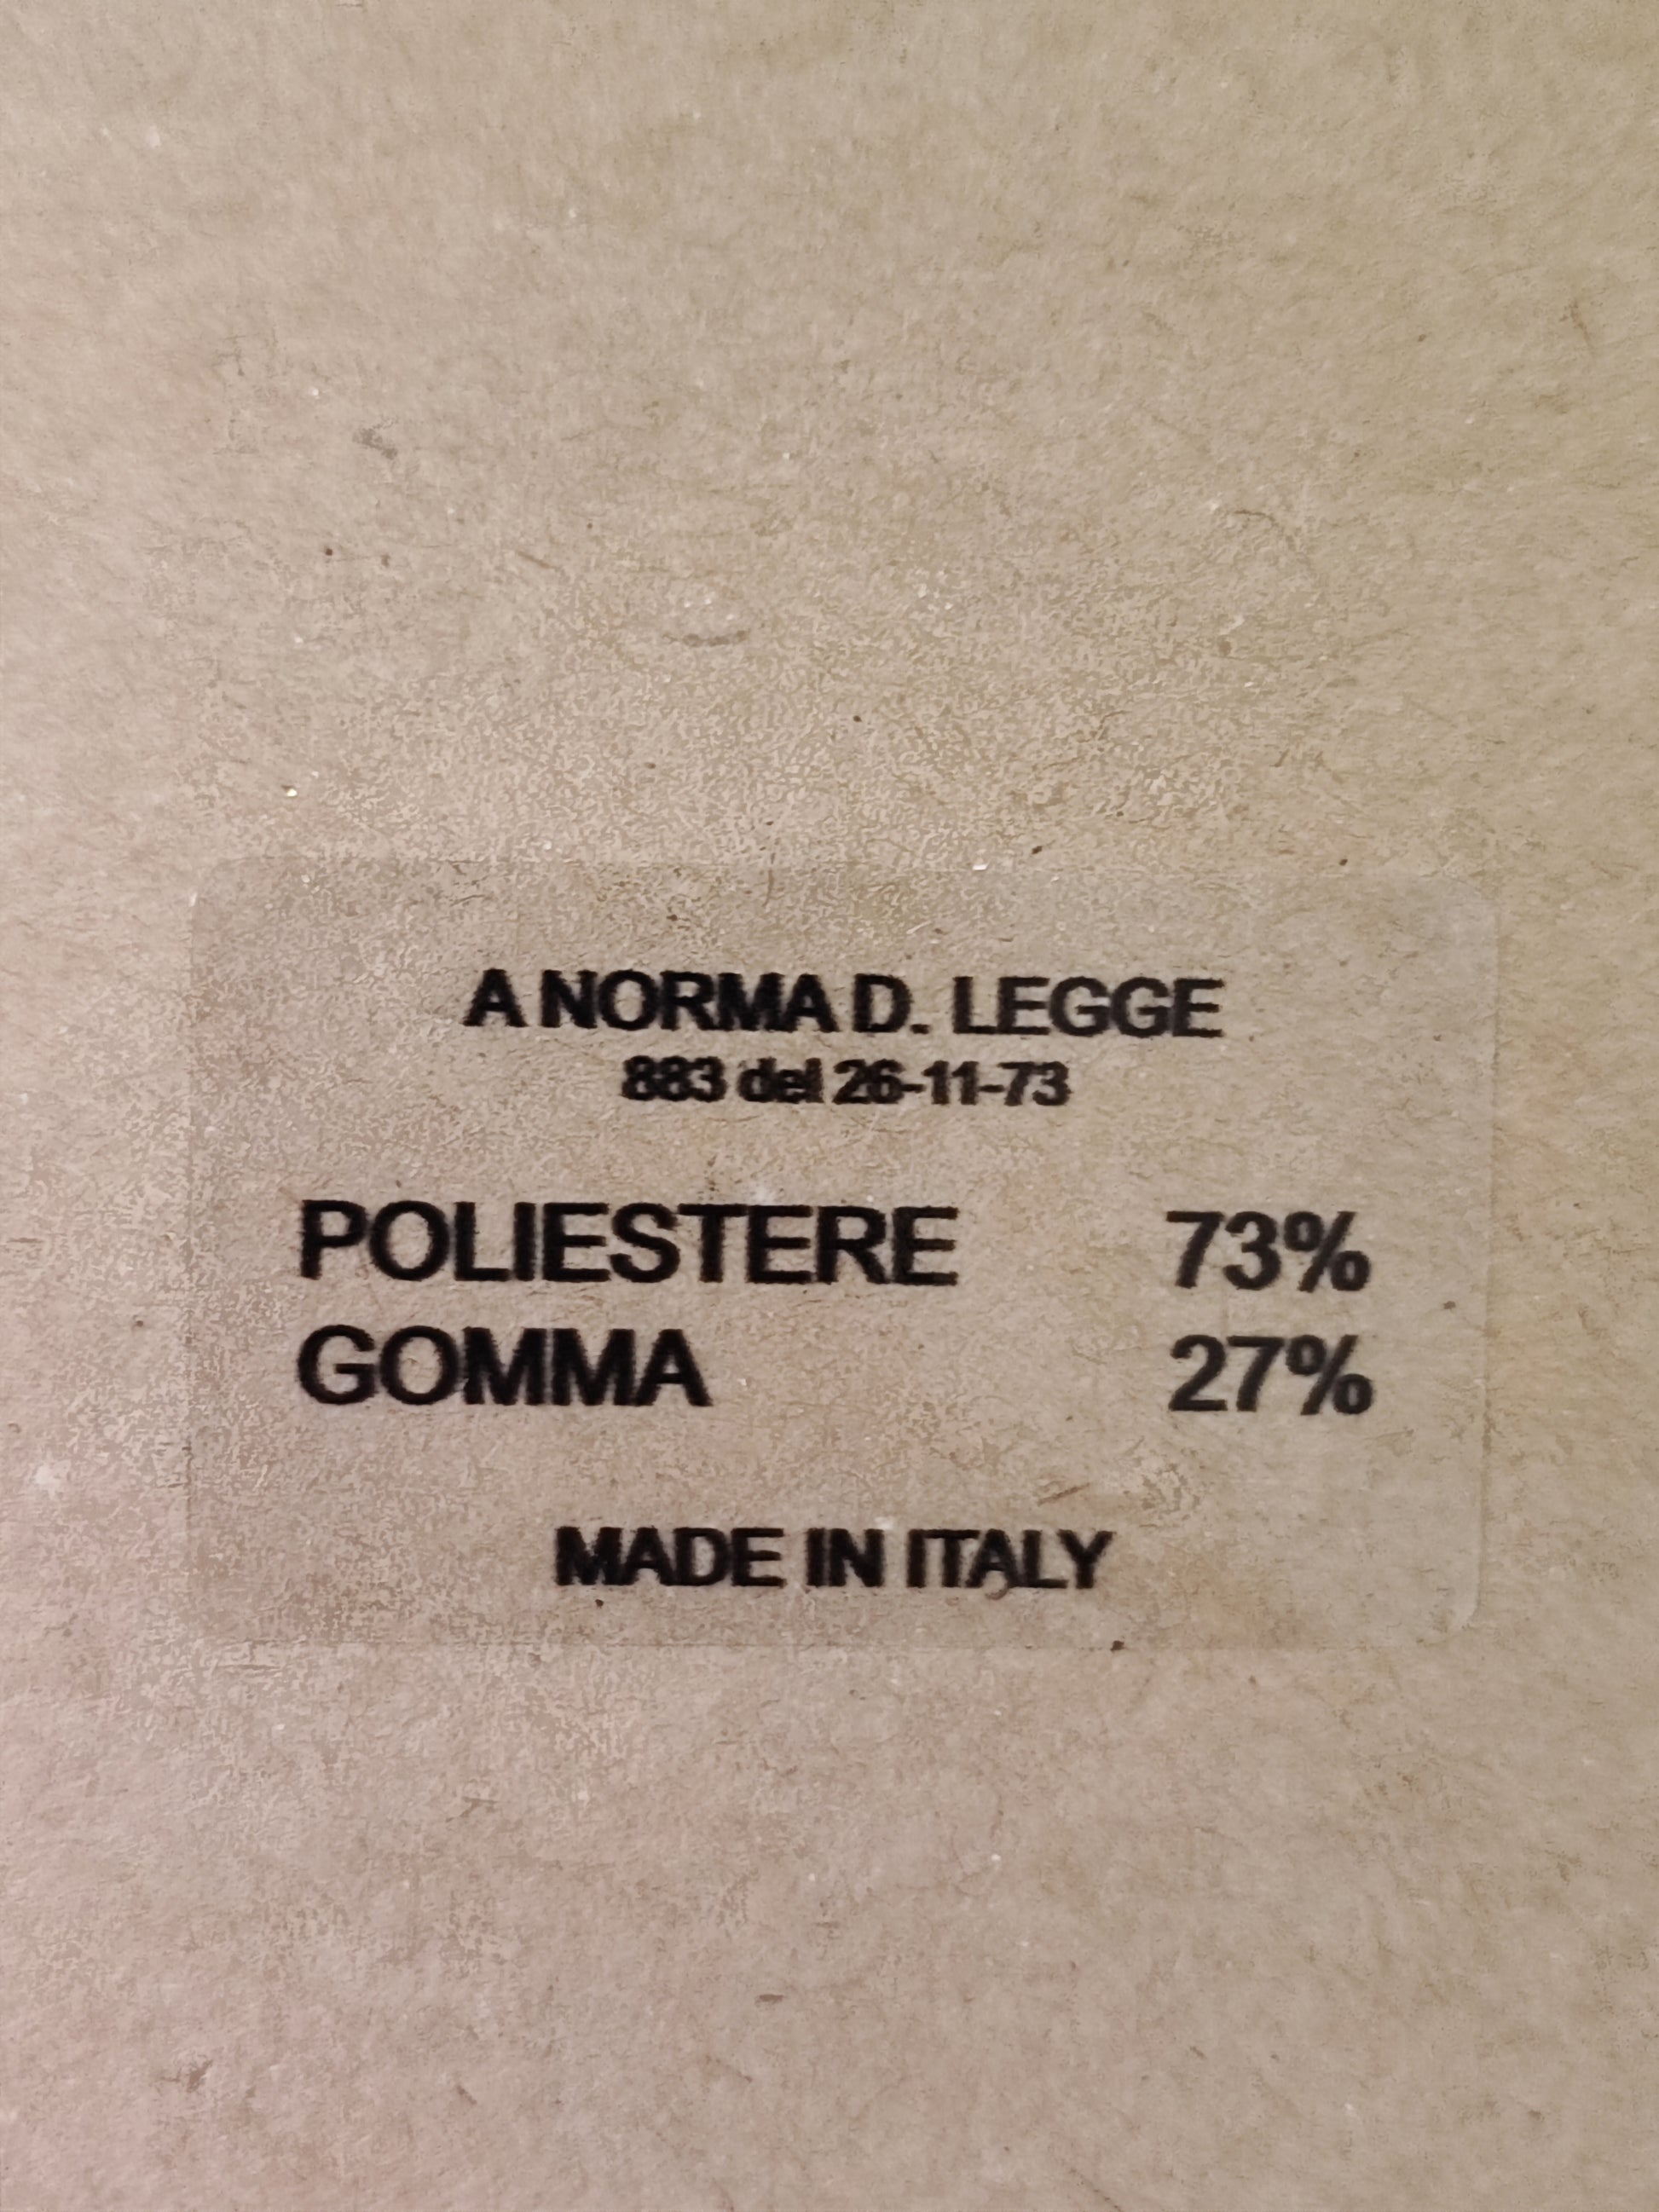 A NORMA D. LEGGE
883 del 26-11-73
POLIESTERE 73%
GOMMA 27%
MADE IN ITALY